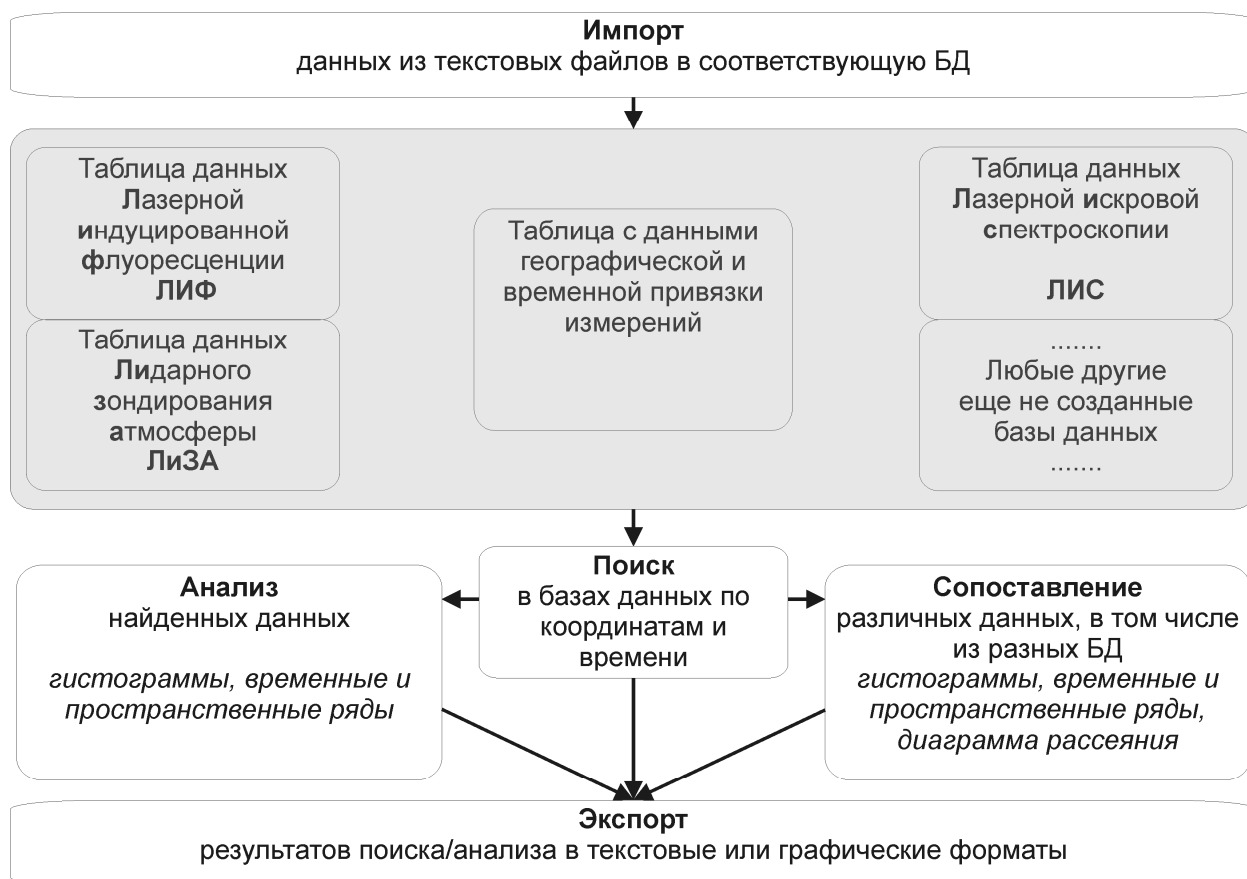 Импорт
данных из текстовых файлов в соответствующую БД
Таблица данных
Лазерной
индуцированной
флуоресценции
ЛИФ
Таблица данных
Лидарного
зондирования
атмосферы
ЛиЗА
Таблица с данными
географической и
временной привязки
измерений
Таблица данных
Лазерной искровой
спектроскопии
ЛИС
.......
Любые другие
еще не созданные
базы данных
.......
Анализ
найденных данных
гистограммы, временные и
пространственные ряды
Поиск
в базах данных по
координатам и
времени
Сопоставление
различных данных, в том числе
из разных БД
гистограммы, временные и
пространственные ряды,
диаграмма рассеяния
Экспорт
результатов поиска/анализа в текстовые или графические форматы